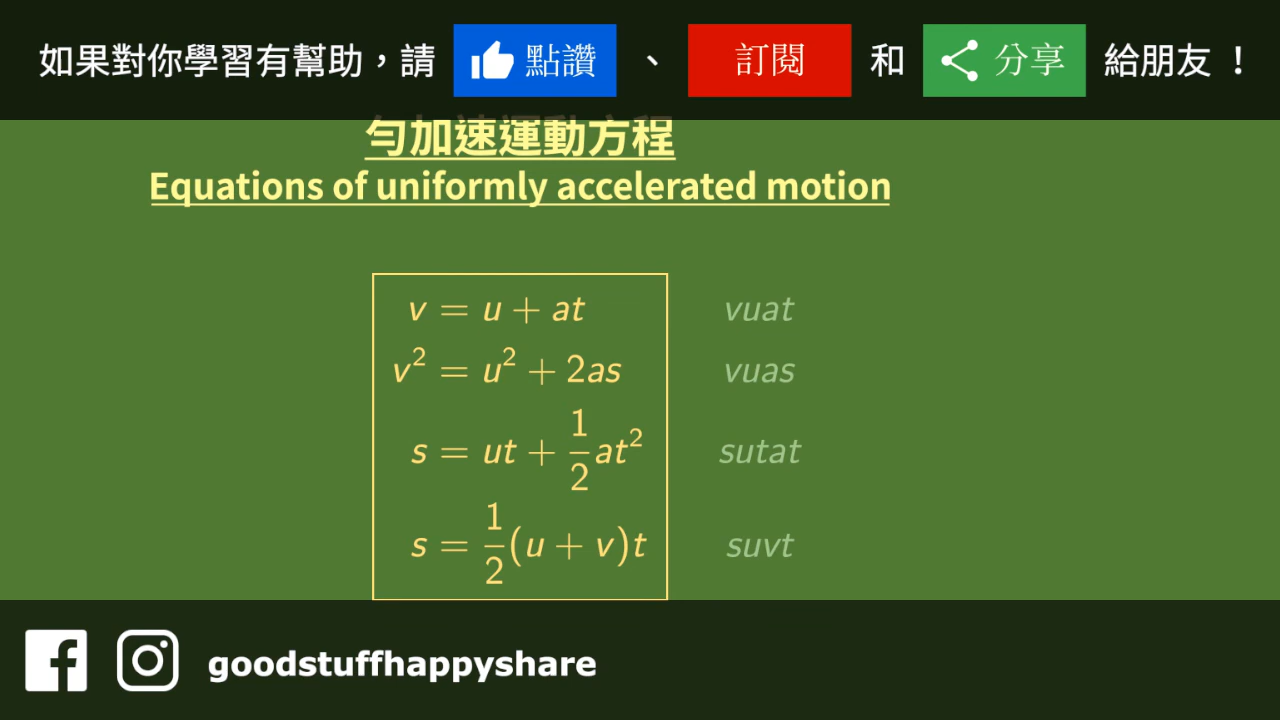 如果對你學習有幫助，請 點讚 、 訂閱 和 分享 給朋友 ！
勻加速運動方程
Equations of uniformly accelerated motion
v = u + at vuat
v² = u² + 2as vuas
s = ut + 1/2 at² sutat
s = 1/2 (u + v)t suvt
goodstuffhappyshare